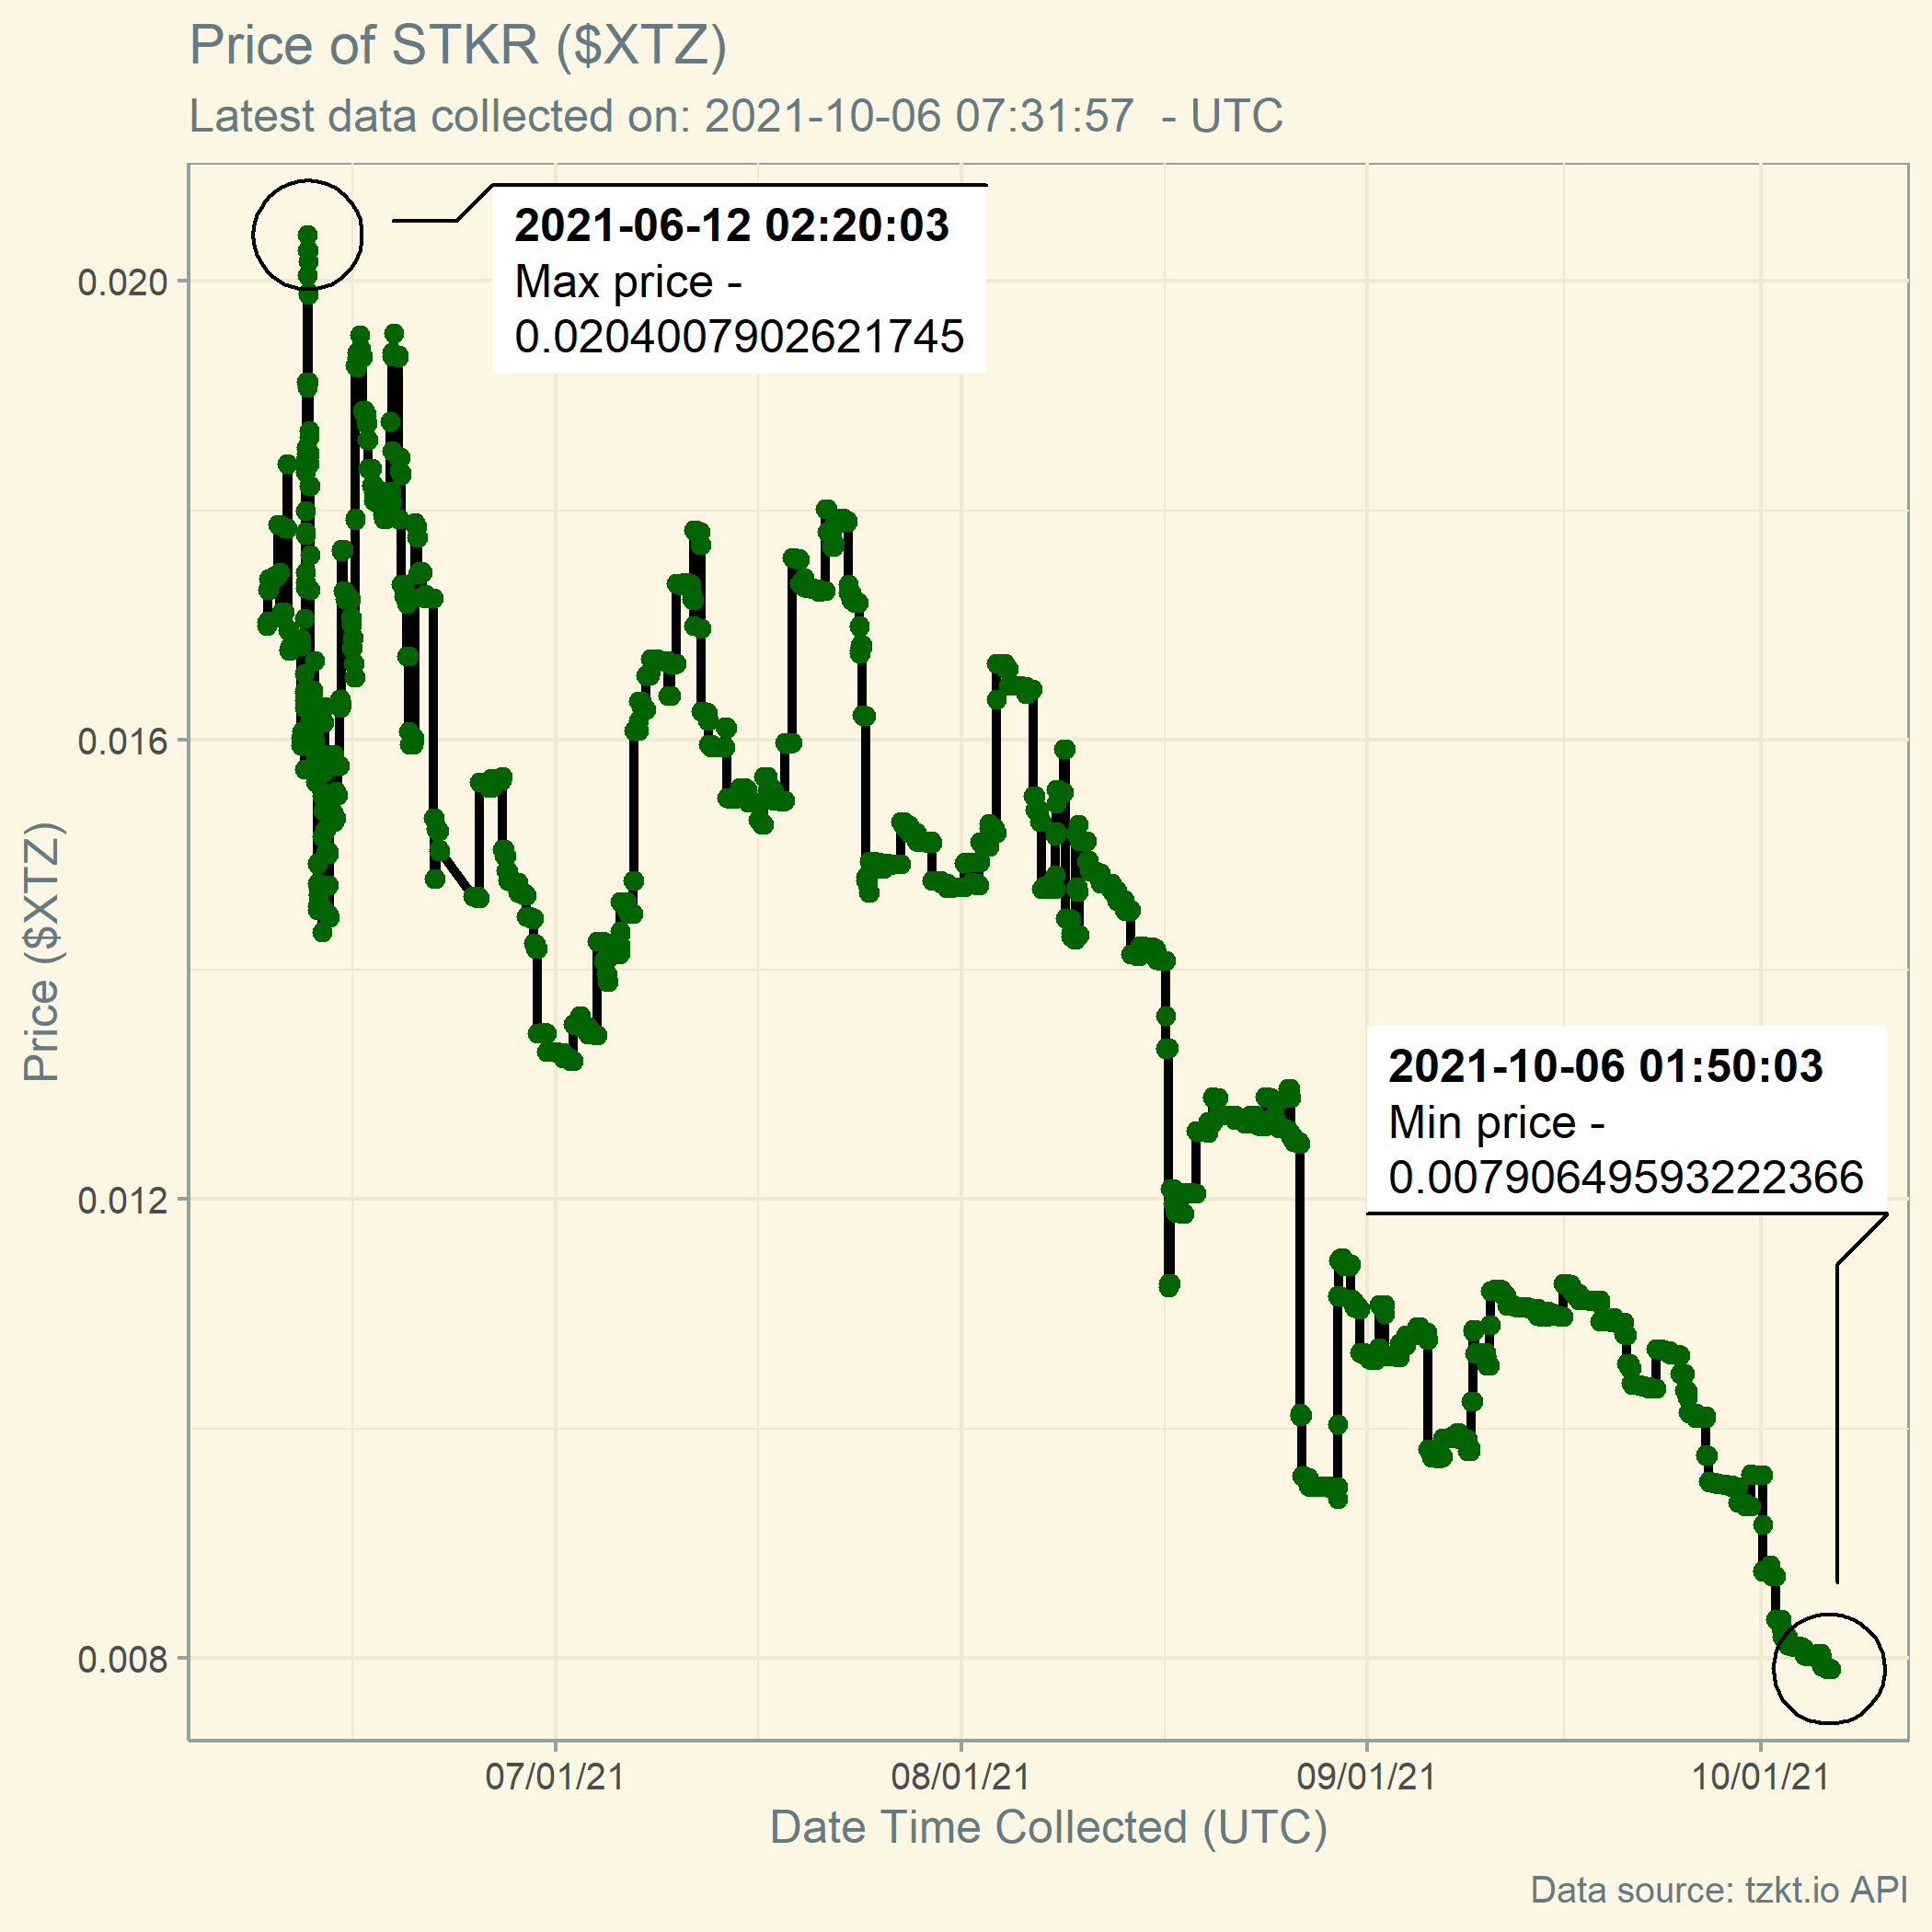 Price of STKR ($XTZ)
Latest data collected on: 2021-10-06 07:31:57  - UTC
2021-06-12 02:20:03
Max price -
0.0204007902621745
0.020
0.016
0.012
0.008
Price ($XTZ)
2021-10-06 01:50:03
Min price -
0.00790649593222366
07/01/21
08/01/21
09/01/21
10/01/21
Date Time Collected (UTC)
Data source: tzkt.io API